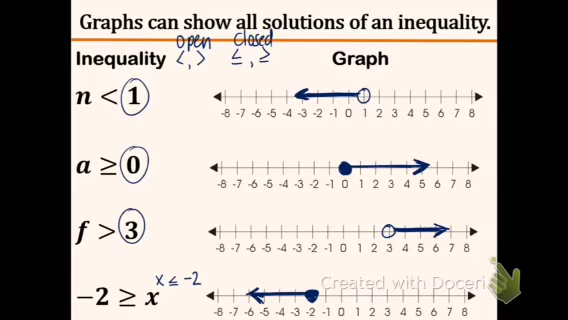 Graphs can show all solutions of an inequality.
open closed
Inequality <, > ≤, ≥ Graph
n < 1
-8 -7 -6 -5 -4 -3 -2 -1 0 1 2 3 4 5 6 7 8
a ≥ 0
-8 -7 -6 -5 -4 -3 -2 -1 0 1 2 3 4 5 6 7 8
f > 3
-8 -7 -6 -5 -4 -3 -2 -1 0 1 2 3 4 5 6 7 8
-2 ≥ x x ≤ -2
Created with Doceri
-8 -7 -6 -5 -4 -3 -2 -1 0 1 2 3 4 5 6 7 8